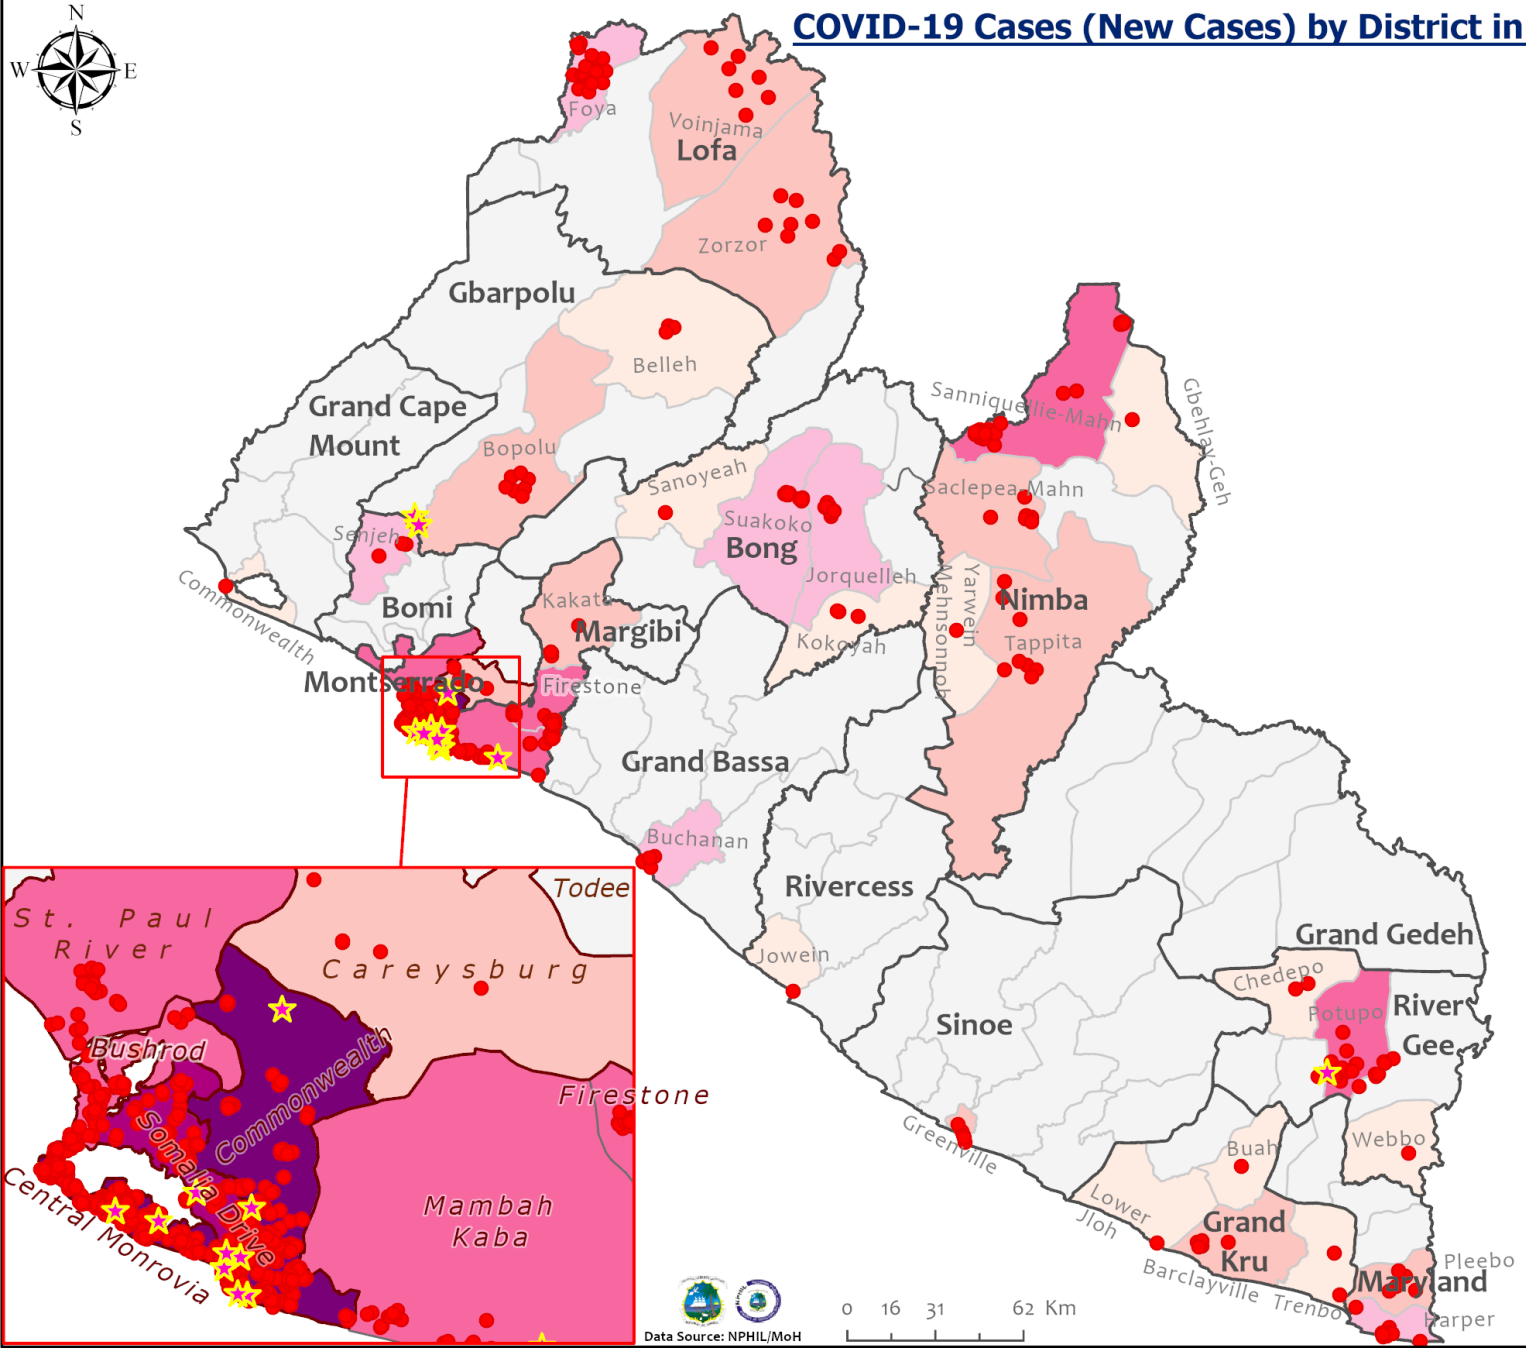 COVID-19 Cases (New Cases) by District in
N
W
E
S
Foya
Voinjama
Lofa
Zorzor
Gbarpolu
Belleh
Grand Cape
Mount
Sanniquellie-Mahn
Gbehlay-Geh
Bopolu
Sanoyeah
Saclepea-Mahn
Suakoko
Bong
Senjeh
Jorquelleh
Commonwealth
Bomi
Kakata
Margibi
Kokoyah
Mehnsonnoh
Yarwein
Nimba
Tappita
Montserrado
Firestone
Grand Bassa
Buchanan
Rivercess
Jowein
Grand Gedeh
Chedepo
Potupo
River
Gee
Sinoe
Greenville
Buah
Webbo
Lower
Jloh
Grand
Kru
Barclayville
Trenbo
Pleebo
Maryland
Harper
Todee
St. Paul
River
Careysburg
Bushrod
Commonwealth
Firestone
Somalia Drive
Central Monrovia
Mambah
Kaba
Data Source: NPHIL/MoH
0 16 31 62 Km